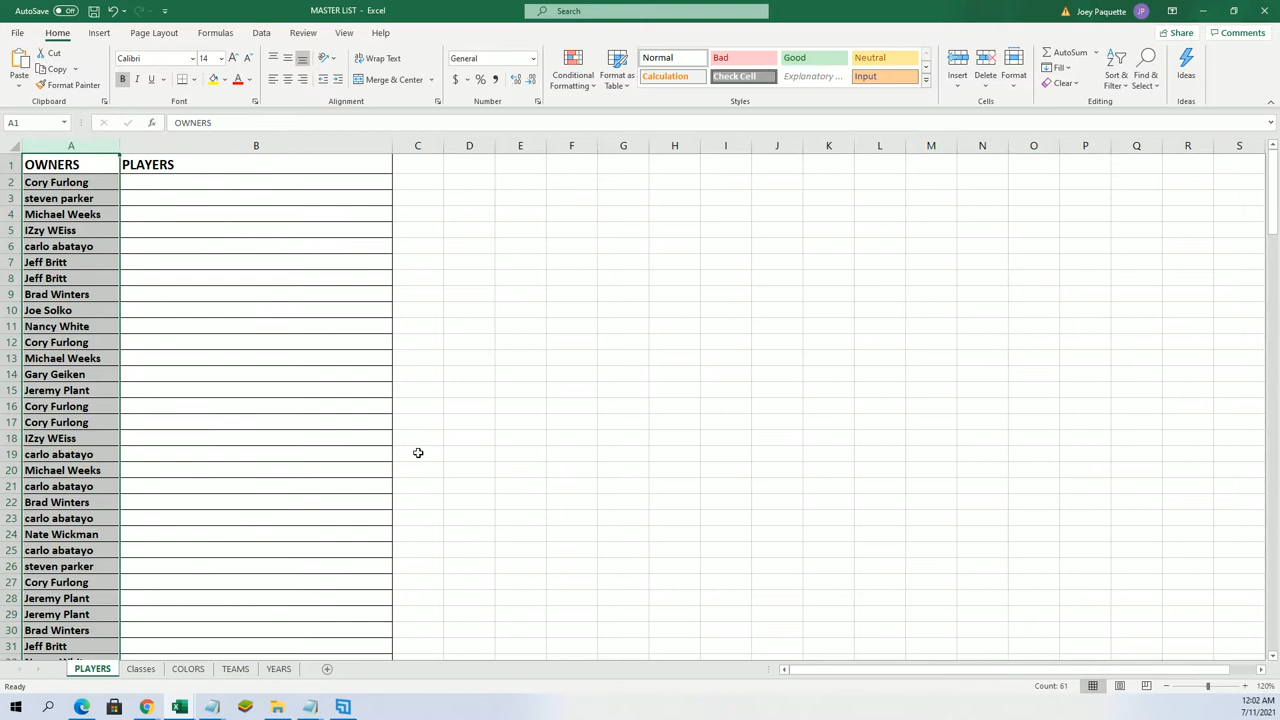 AutoSave Off MASTER LIST - Excel Search Joey Paquette JP
File Home Insert Page Layout Formulas Data Review View Help Share Comments
Paste Cut Copy Format Painter Clipboard
Calibri 14 A A B I U A Font
ab Wrap Text Merge & Center Alignment
General $ % , Number
Conditional Formatting Format as Table
Normal Bad Good Neutral
Calculation Check Cell Explanatory ... Input
Styles
Insert Delete Format Cells
AutoSum Fill Clear Sort & Filter Find & Select Editing
Ideas Ideas
A1 fx OWNERS
A B C D E F G H I J K L M N O P Q R S
1 OWNERS PLAYERS
2 Cory Furlong
3 steven parker
4 Michael Weeks
5 IZzy WEiss
6 carlo abatayo
7 Jeff Britt
8 Jeff Britt
9 Brad Winters
10 Joe Solko
11 Nancy White
12 Cory Furlong
13 Michael Weeks
14 Gary Geiken
15 Jeremy Plant
16 Cory Furlong
17 Cory Furlong
18 IZzy WEiss
19 carlo abatayo
20 Michael Weeks
21 carlo abatayo
22 Brad Winters
23 carlo abatayo
24 Nate Wickman
25 carlo abatayo
26 steven parker
27 Cory Furlong
28 Jeremy Plant
29 Jeremy Plant
30 Brad Winters
31 Jeff Britt
PLAYERS Classes COLORS TEAMS YEARS
Ready Count: 61 120%
12:02 AM
7/11/2021